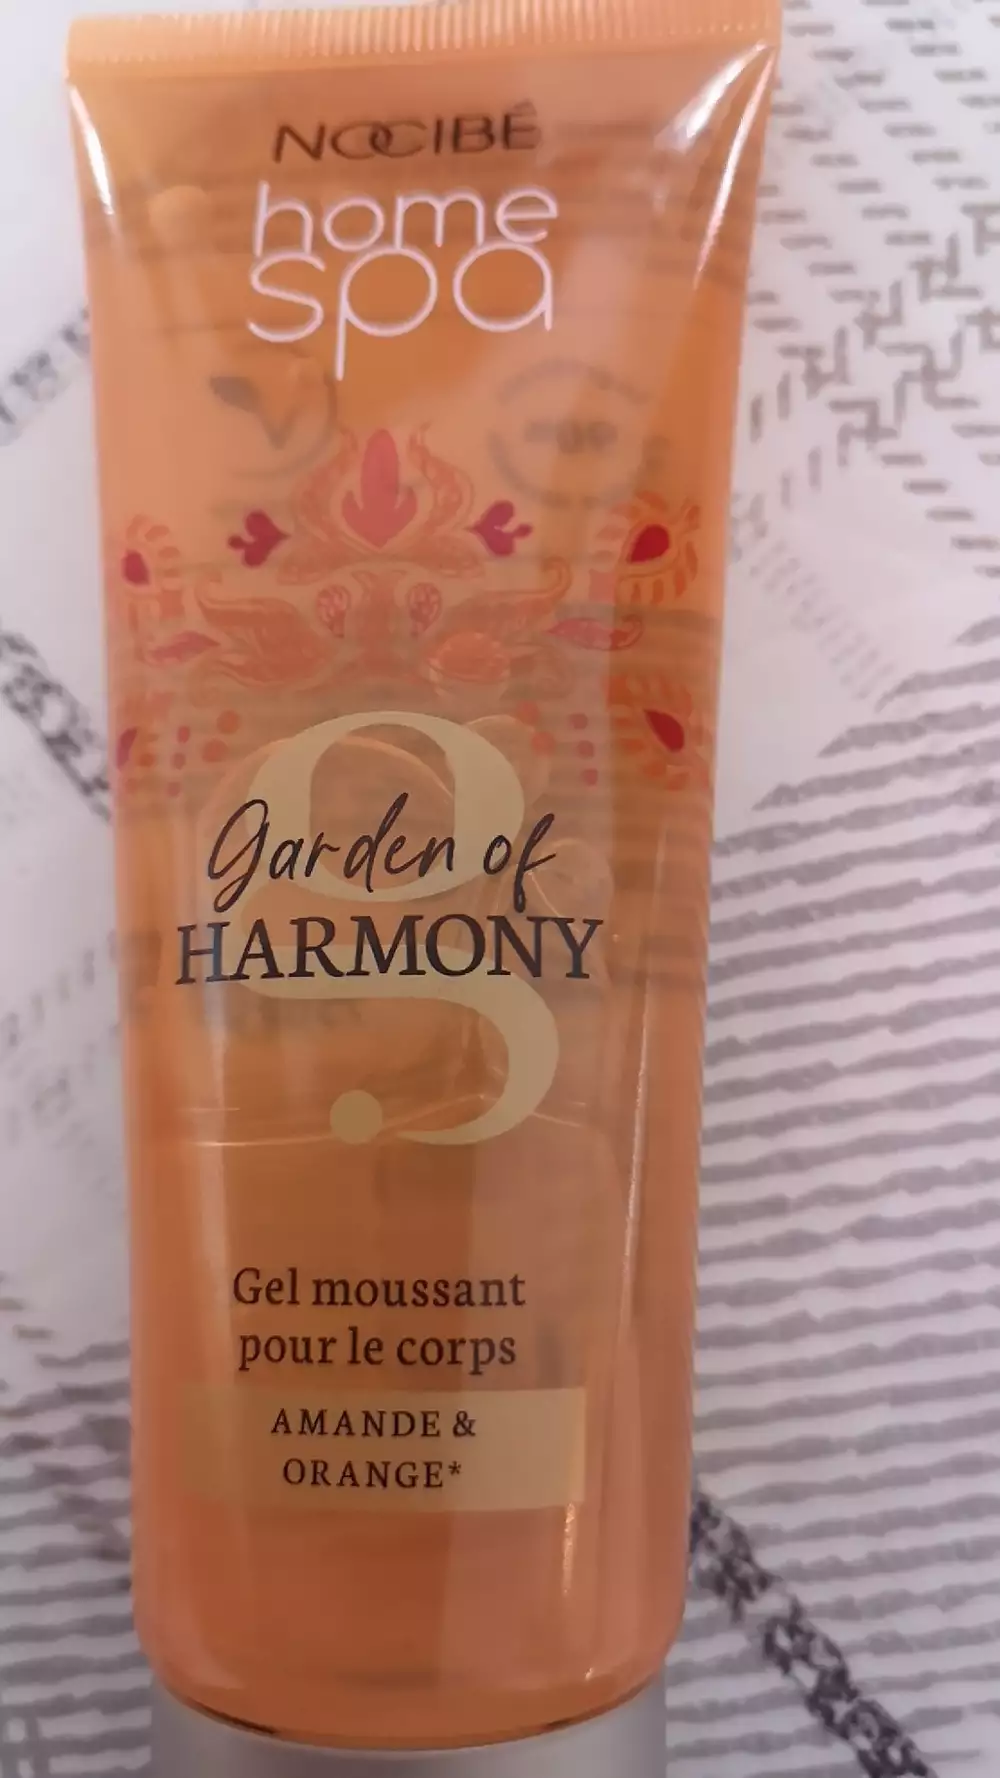 NOCIBÉ
home
spa
g
garden of
HARMONY
Gel moussant
pour le corps
AMANDE &
ORANGE*